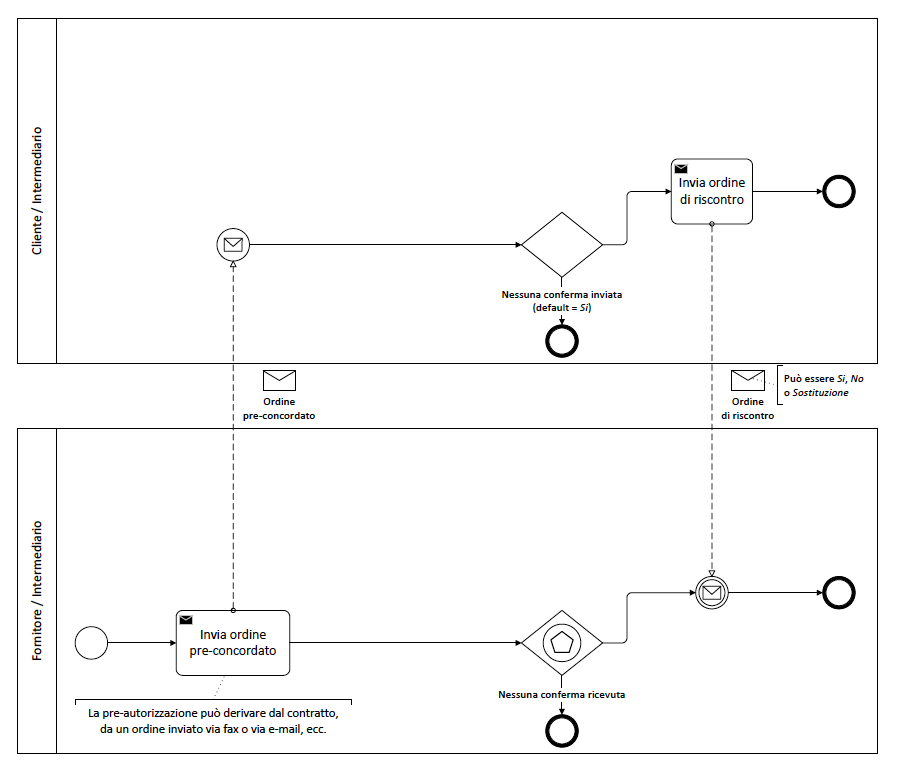 Cliente / Intermediario
Invia ordine
di riscontro
Nessuna conferma inviata
(default = Si)
Ordine
pre-concordato
Ordine
di riscontro
Può essere Si, No
o Sostituzione
Fornitore / Intermediario
Invia ordine
pre-concordato
Nessuna conferma ricevuta
La pre-autorizzazione può derivare dal contratto,
da un ordine inviato via fax o via e-mail, ecc.